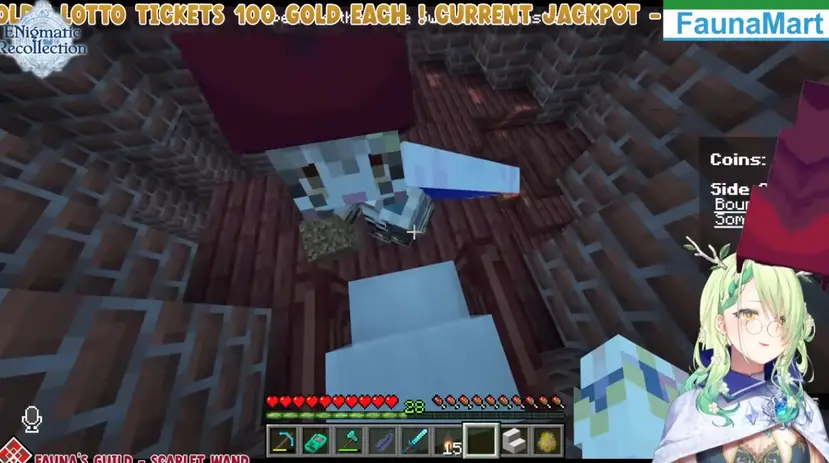 LOTTO TICKETS 100 GOLD EACH ! CURRENT JACKPOT -
FaunaMart
ENigmatic
Recollection
Coins:
Side
Bou
Som
28
15
FAUNA'S GUILD - SCARLET WAND